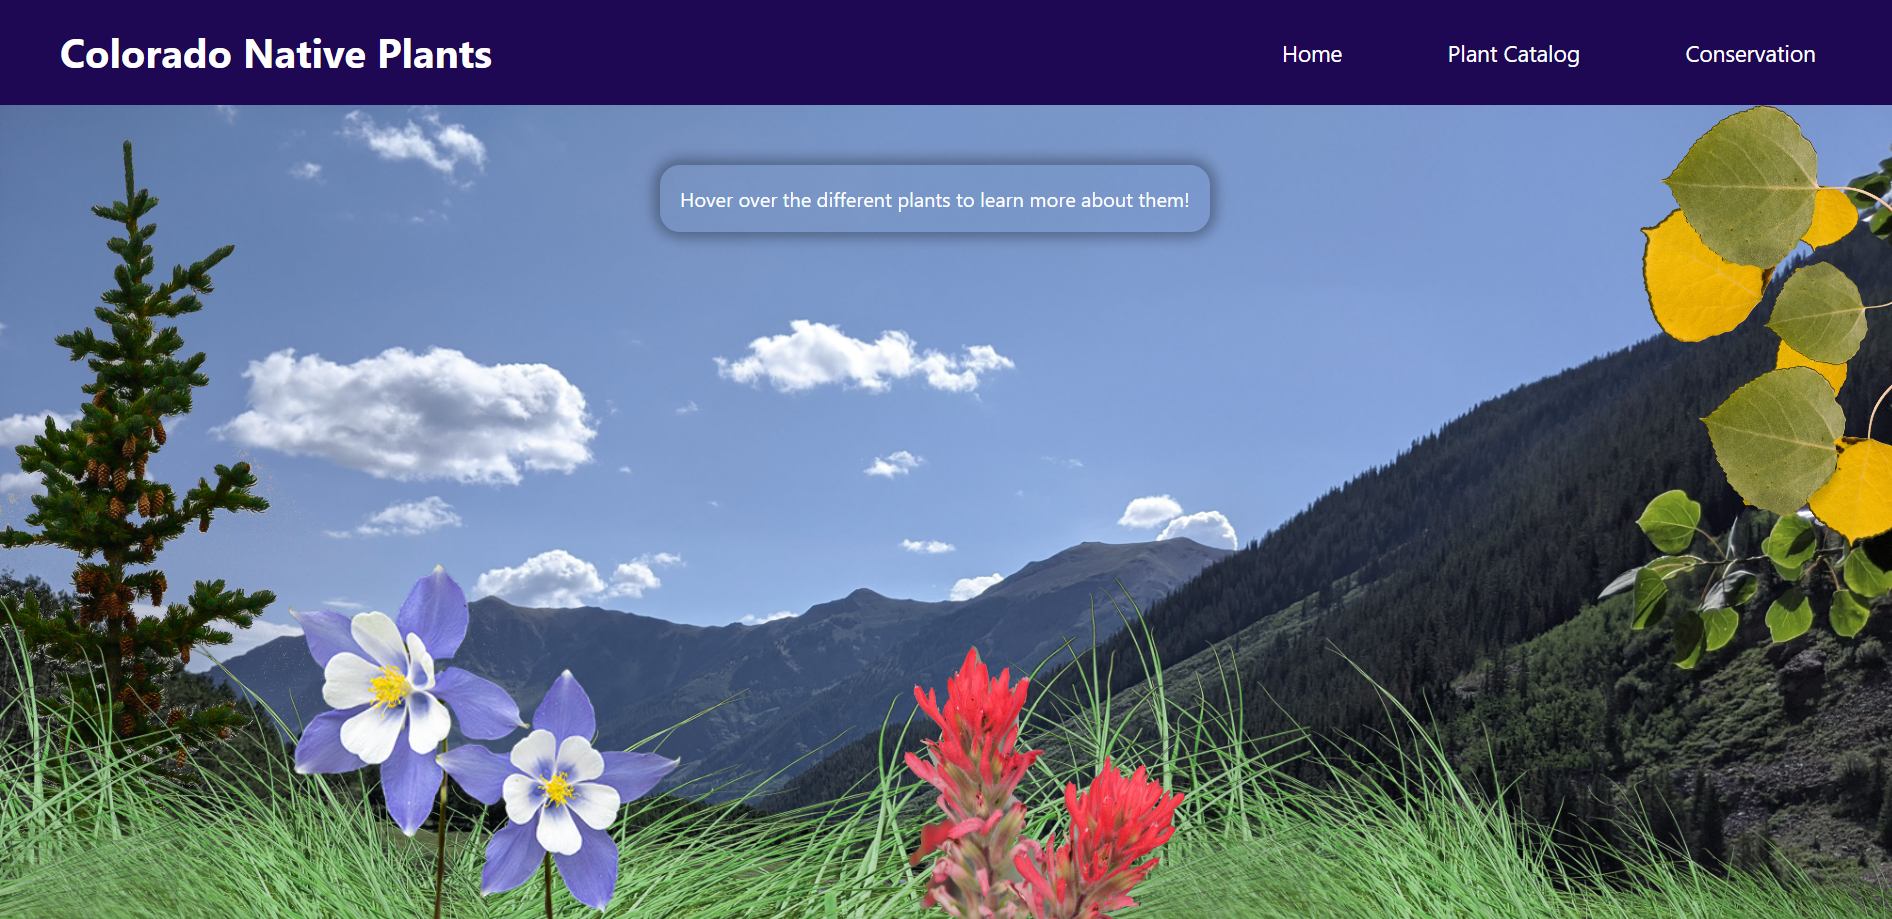 Colorado Native Plants
Home
Plant Catalog
Conservation
Hover over the different plants to learn more about them!